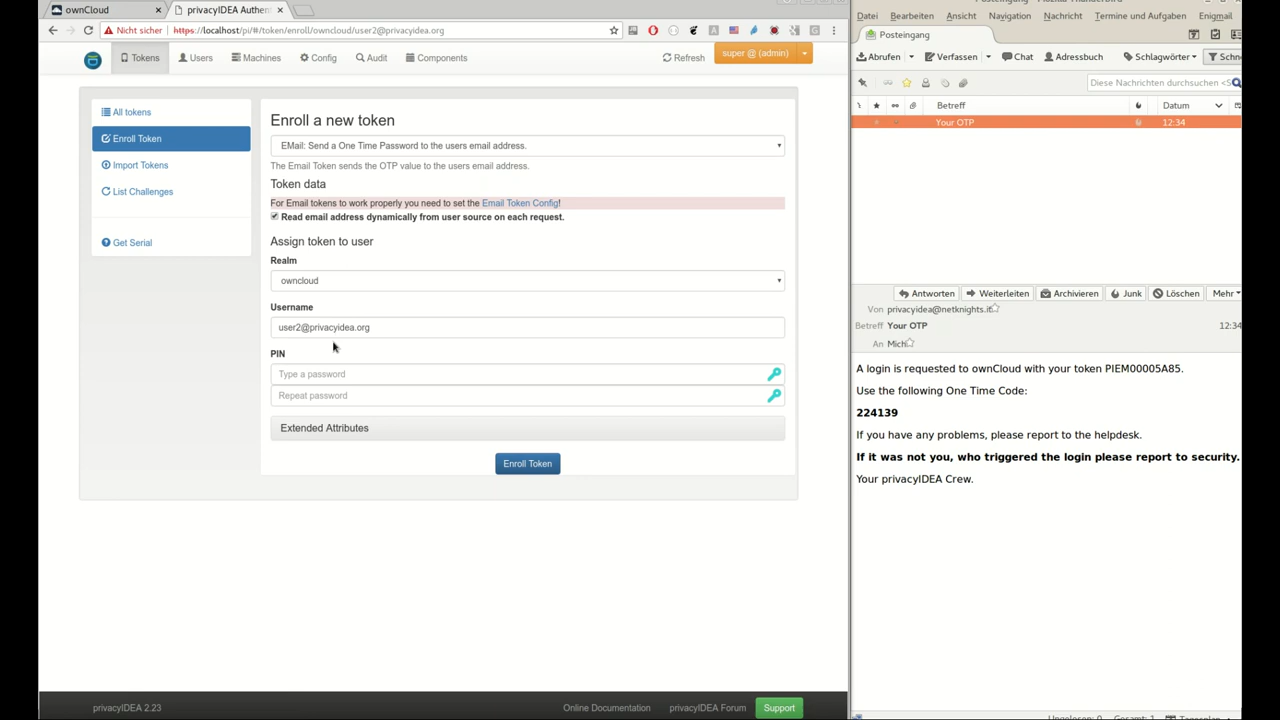 ownCloud
privacyIDEA Authen
Nicht sicher
https://localhost/pi/#/token/enroll/owncloud/user2@privacyidea.org
Tokens
Users
Machines
Config
Audit
Components
Refresh
super @ (admin)
All tokens
Enroll Token
Import Tokens
List Challenges
Get Serial
Enroll a new token
EMail: Send a One Time Password to the users email address.
The Email Token sends the OTP value to the users email address.
Token data
For Email tokens to work properly you need to set the Email Token Config!
Read email address dynamically from user source on each request.
Assign token to user
Realm
owncloud
Username
user2@privacyidea.org
PIN
Type a password
Repeat password
Extended Attributes
Enroll Token
privacyIDEA 2.23
Online Documentation
privacyIDEA Forum
Support
Datei Bearbeiten Ansicht Navigation Nachricht Termine und Aufgaben Enigmail
Posteingang
Abrufen Verfassen Chat Adressbuch Schlagwörter
Diese Nachrichten durchsuchen
Betreff Datum
Your OTP 12:34
Antworten Weiterleiten Archivieren Junk Löschen Mehr
Von privacyidea@netknights.it
Betreff Your OTP 12:34
An Mich
A login is requested to ownCloud with your token PIEM00005A85.
Use the following One Time Code:
224139
If you have any problems, please report to the helpdesk.
If it was not you, who triggered the login please report to security.
Your privacyIDEA Crew.